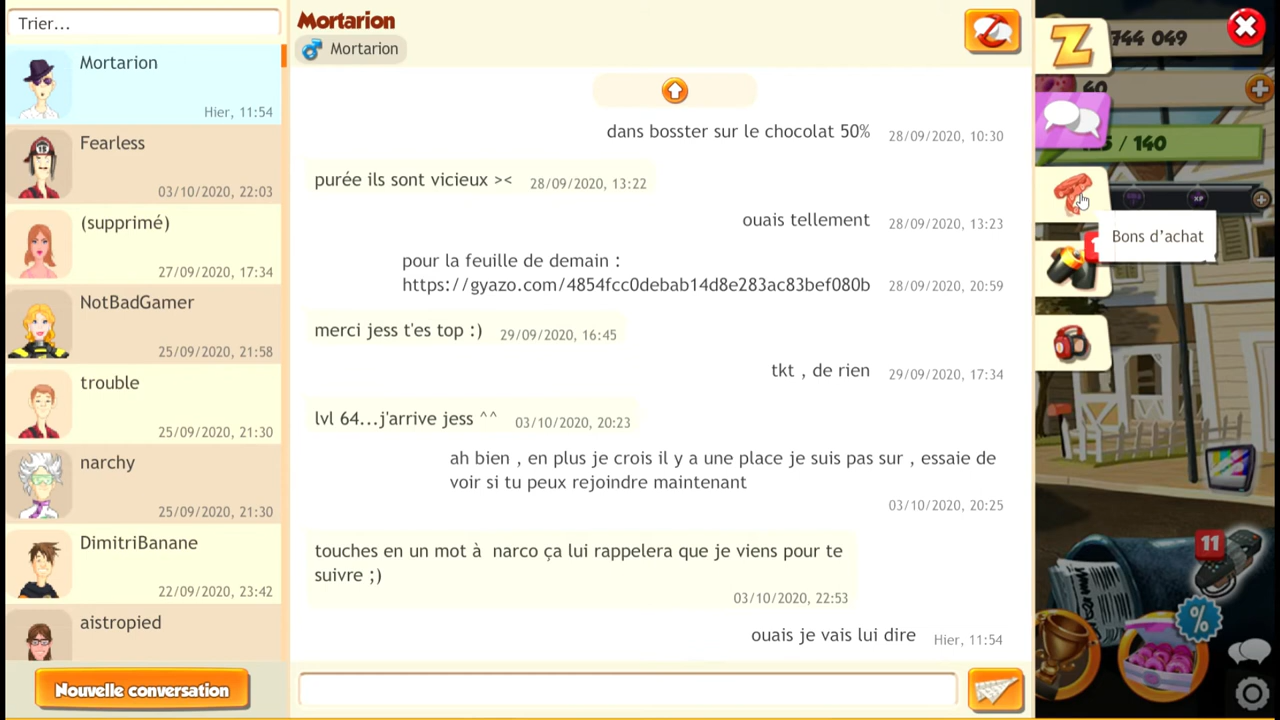 Trier...
Mortarion
Hier, 11:54
Fearless
03/10/2020, 22:03
(supprimé)
27/09/2020, 17:34
NotBadGamer
25/09/2020, 21:58
trouble
25/09/2020, 21:30
narchy
25/09/2020, 21:30
DimitriBanane
22/09/2020, 23:42
aistropied
Nouvelle conversation
Mortarion
Mortarion
dans bosster sur le chocolat 50% 28/09/2020, 10:30
purée ils sont vicieux >< 28/09/2020, 13:22
ouais tellement 28/09/2020, 13:23
pour la feuille de demain :
https://gyazo.com/4854fcc0debab14d8e283ac83bef080b 28/09/2020, 20:59
merci jess t'es top :) 29/09/2020, 16:45
tkt , de rien 29/09/2020, 17:34
lvl 64...j'arrive jess ^^ 03/10/2020, 20:23
ah bien , en plus je crois il y a une place je suis pas sur , essaie de
voir si tu peux rejoindre maintenant
03/10/2020, 20:25
touches en un mot à narco ça lui rappelera que je viens pour te
suivre ;)
03/10/2020, 22:53
ouais je vais lui dire Hier, 11:54
Z
744 049
40
/ 140
XP
Bons d'achat
11
%